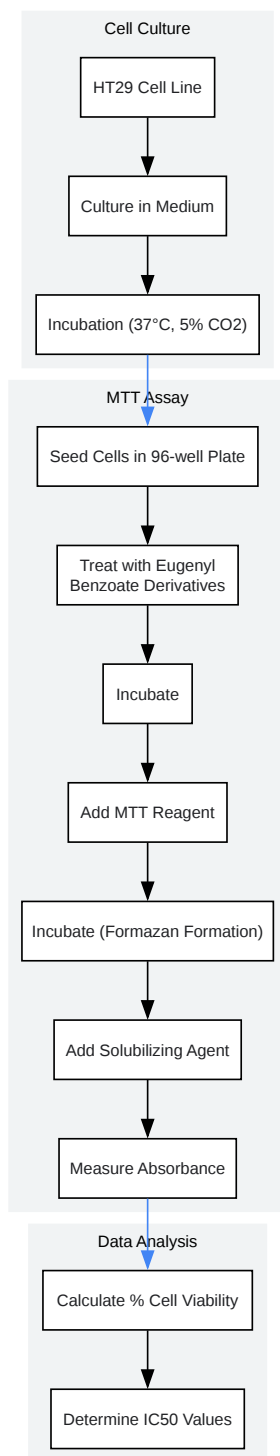 Cell Culture
HT29 Cell Line
Culture in Medium
Incubation (37°C, 5% CO2)
MTT Assay
Seed Cells in 96-well Plate
Treat with Eugenyl
Benzoate Derivatives
Incubate
Add MTT Reagent
Incubate (Formazan Formation)
Add Solubilizing Agent
Measure Absorbance
Data Analysis
Calculate % Cell Viability
Determine IC50 Values